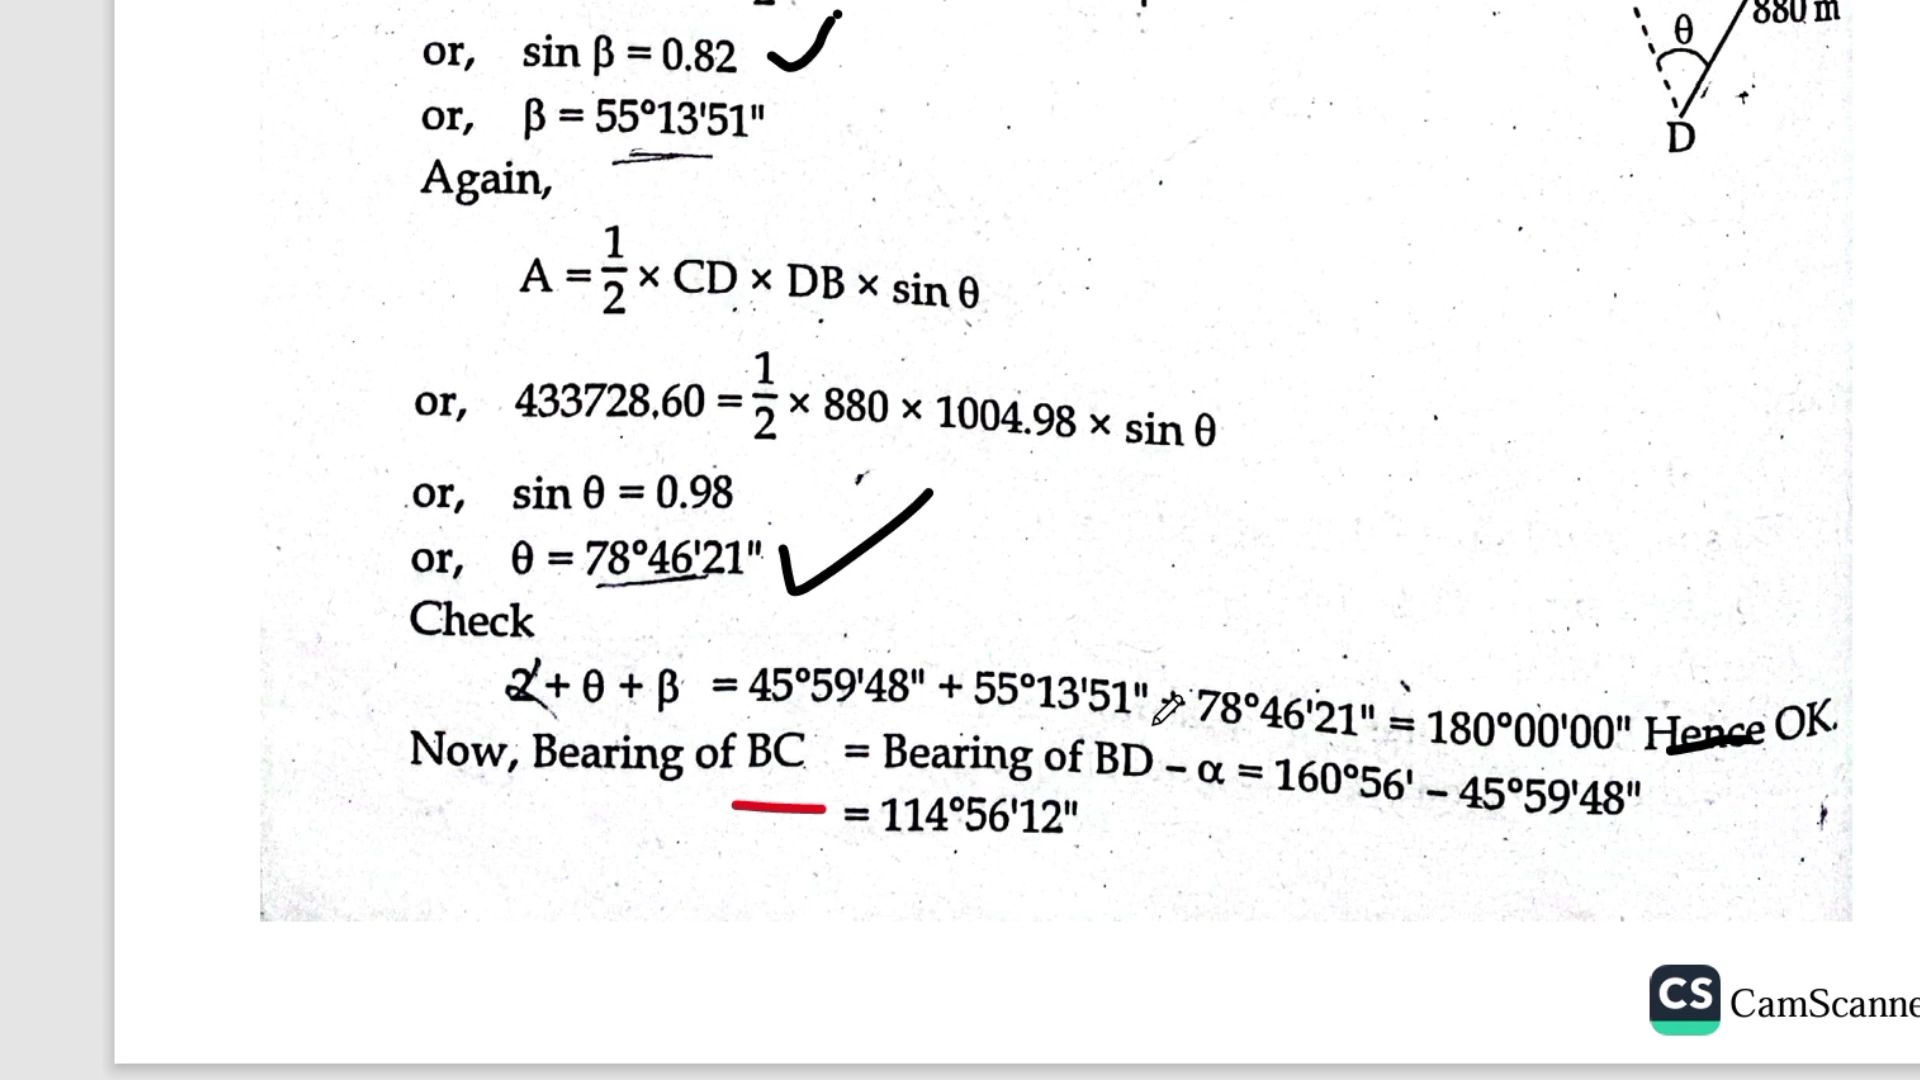 or, sin β = 0.82
880 m
θ
or, β = 55°13'51"
D
Again,
A = 1/2 × CD × DB × sin θ
or, 433728.60 = 1/2 × 880 × 1004.98 × sin θ
or, sin θ = 0.98
or, θ = 78°46'21"
Check
+ θ + β = 45°59'48" + 55°13'51" 78°46'21" = 180°00'00" Hence OK.
Now, Bearing of BC = Bearing of BD – α = 160°56' – 45°59'48"
= 114°56'12"
CS CamScanne